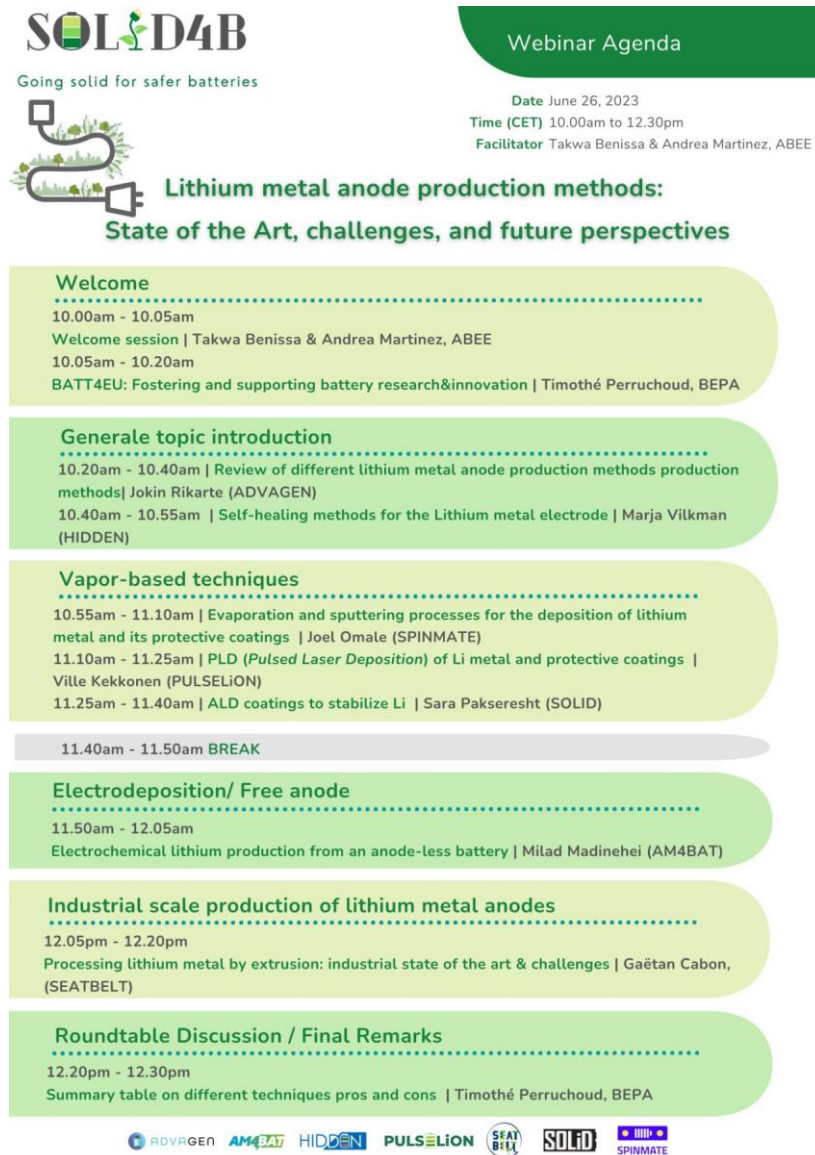 SOLiD4B
Going solid for safer batteries
Webinar Agenda
Date June 26, 2023
Time (CET) 10.00am to 12.30pm
Facilitator Takwa Benissa & Andrea Martinez, ABEE
Lithium metal anode production methods:
State of the Art, challenges, and future perspectives
Welcome
10.00am - 10.05am
Welcome session | Takwa Benissa & Andrea Martinez, ABEE
10.05am - 10.20am
BATT4EU: Fostering and supporting battery research&innovation | Timothé Perruchoud, BEPA
Generale topic introduction
10.20am - 10.40am | Review of different lithium metal anode production methods production
methods| Jokin Rikarte (ADVAGEN)
10.40am - 10.55am | Self-healing methods for the Lithium metal electrode | Marja Vilkman
(HIDDEN)
Vapor-based techniques
10.55am - 11.10am | Evaporation and sputtering processes for the deposition of lithium
metal and its protective coatings | Joel Omale (SPINMATE)
11.10am - 11.25am | PLD (Pulsed Laser Deposition) of Li metal and protective coatings |
Ville Kekkonen (PULSELiON)
11.25am - 11.40am | ALD coatings to stabilize Li | Sara Pakseresht (SOLID)
11.40am - 11.50am BREAK
Electrodeposition/ Free anode
11.50am - 12.05am
Electrochemical lithium production from an anode-less battery | Milad Madinehei (AM4BAT)
Industrial scale production of lithium metal anodes
12.05pm - 12.20pm
Processing lithium metal by extrusion: industrial state of the art & challenges | Gaëtan Cabon,
(SEATBELT)
Roundtable Discussion / Final Remarks
12.20pm - 12.30pm
Summary table on different techniques pros and cons | Timothé Perruchoud, BEPA
ADVAGEN AM4BAT HIDDEN PULSELiON SEATBELT SOLiD SPINMATE